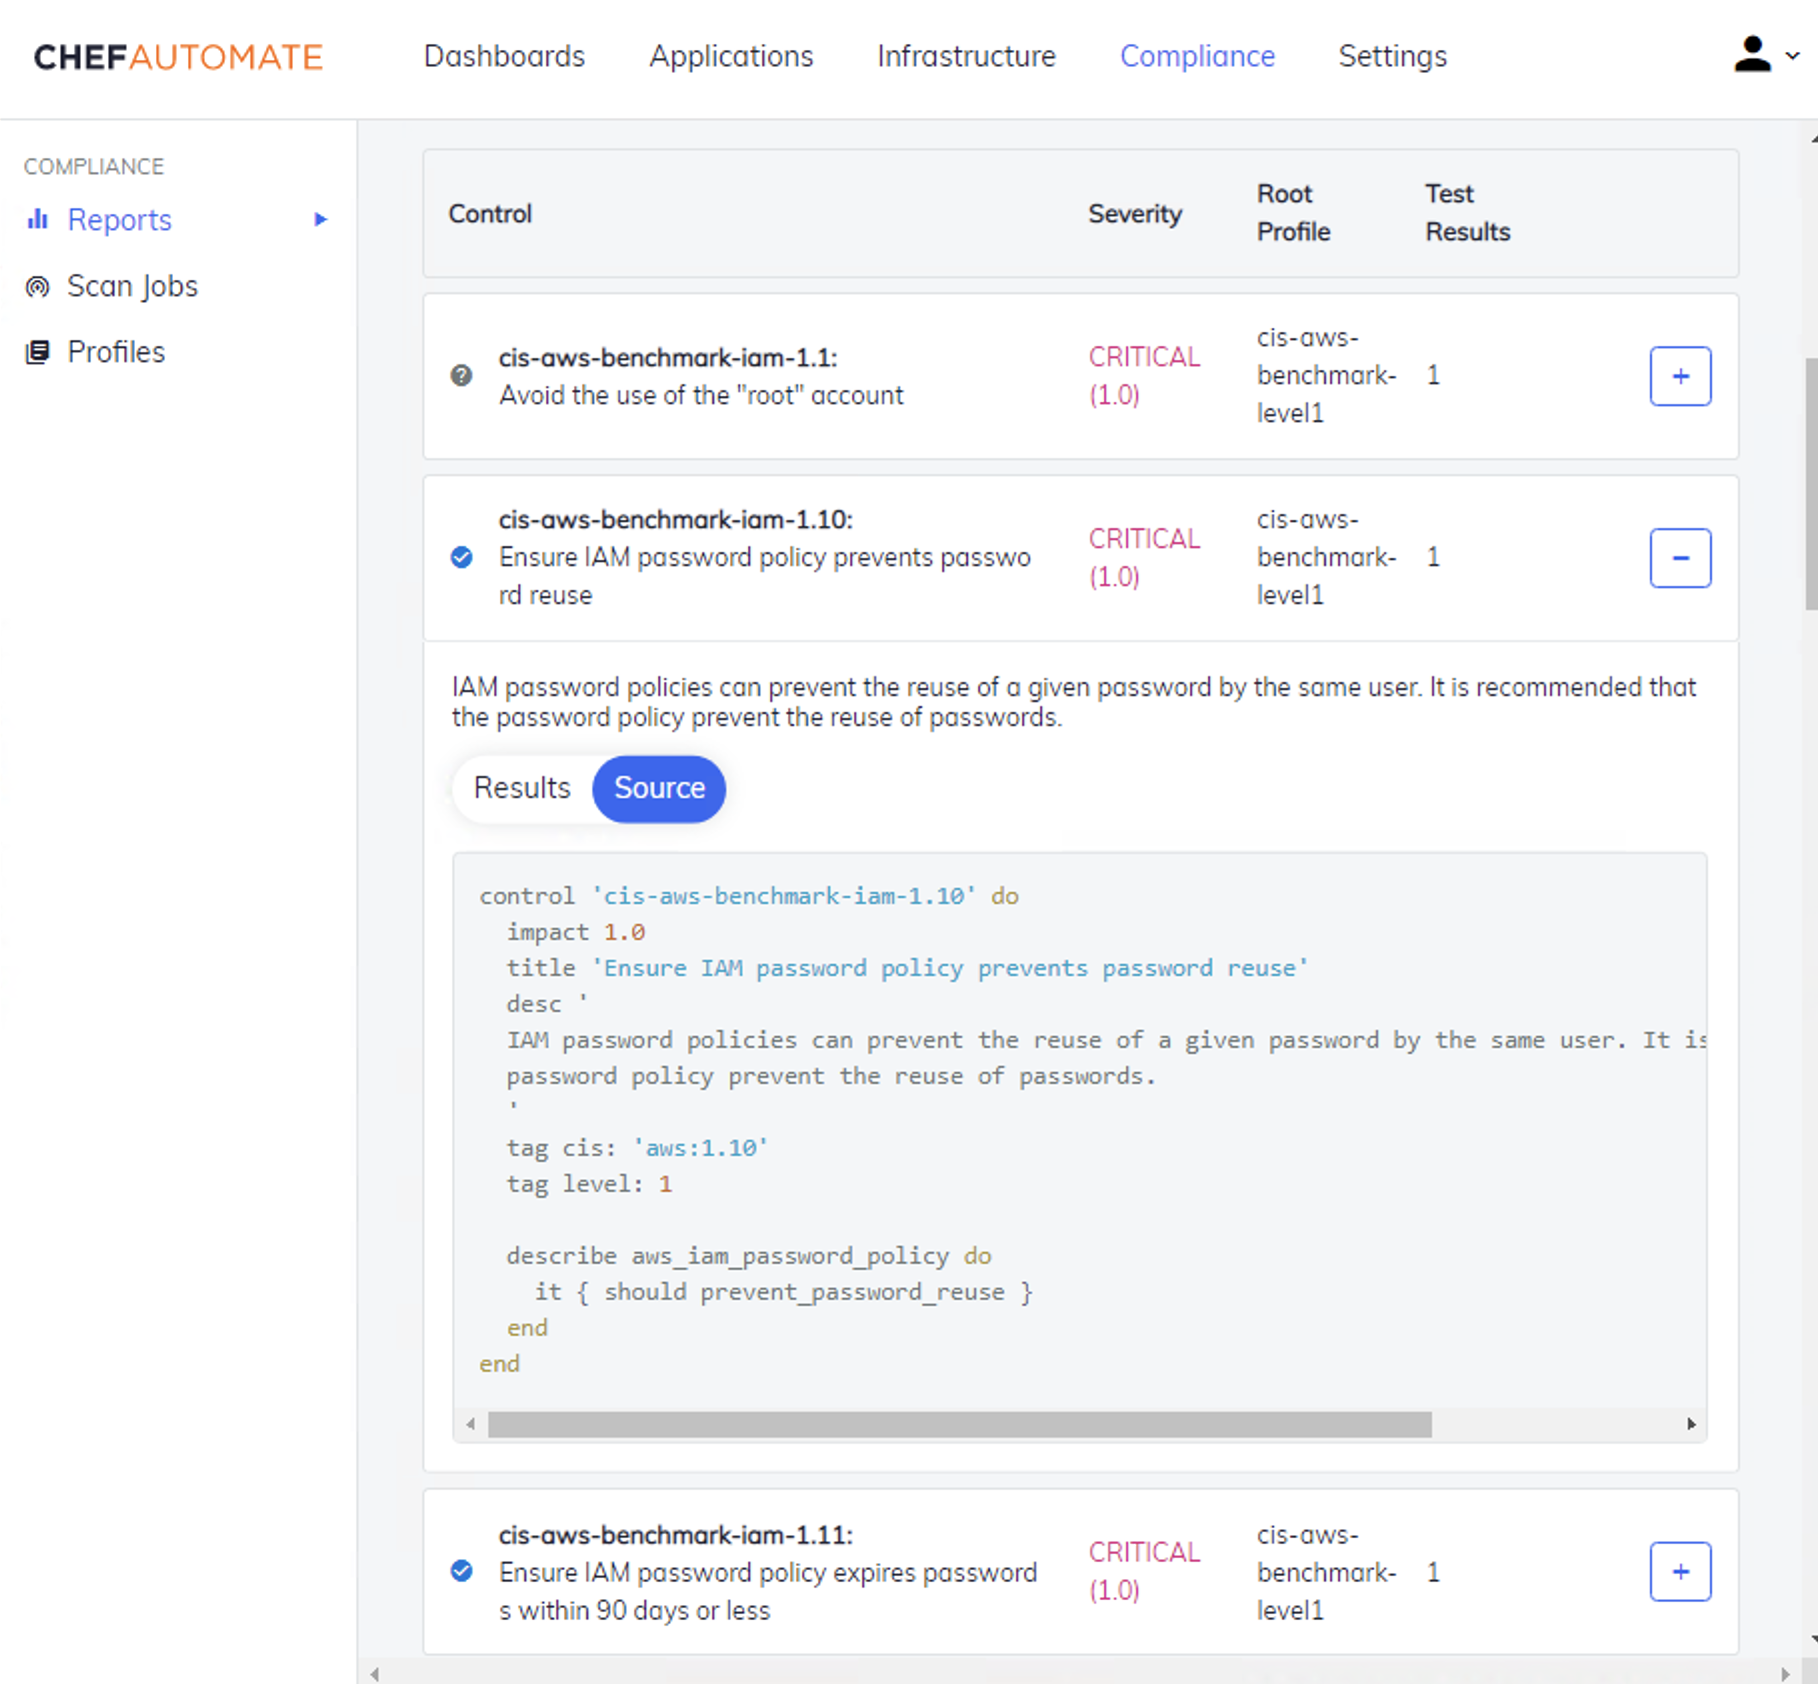 CHEFAUTOMATE
Dashboards
Applications
Infrastructure
Compliance
Settings
COMPLIANCE
Reports
Scan Jobs
Profiles
Control
Severity
Root
Profile
Test
Results
cis-aws-benchmark-iam-1.1:
Avoid the use of the "root" account
CRITICAL
(1.0)
cis-aws-
benchmark-
level1
1
+
cis-aws-benchmark-iam-1.10:
Ensure IAM password policy prevents passwo
rd reuse
CRITICAL
(1.0)
cis-aws-
benchmark-
level1
1
−
IAM password policies can prevent the reuse of a given password by the same user. It is recommended that
the password policy prevent the reuse of passwords.
Results
Source
control 'cis-aws-benchmark-iam-1.10' do
impact 1.0
title 'Ensure IAM password policy prevents password reuse'
desc '
IAM password policies can prevent the reuse of a given password by the same user. It is
password policy prevent the reuse of passwords.
'
tag cis: 'aws:1.10'
tag level: 1
describe aws_iam_password_policy do
it { should prevent_password_reuse }
end
end
cis-aws-benchmark-iam-1.11:
Ensure IAM password policy expires password
s within 90 days or less
CRITICAL
(1.0)
cis-aws-
benchmark-
level1
1
+